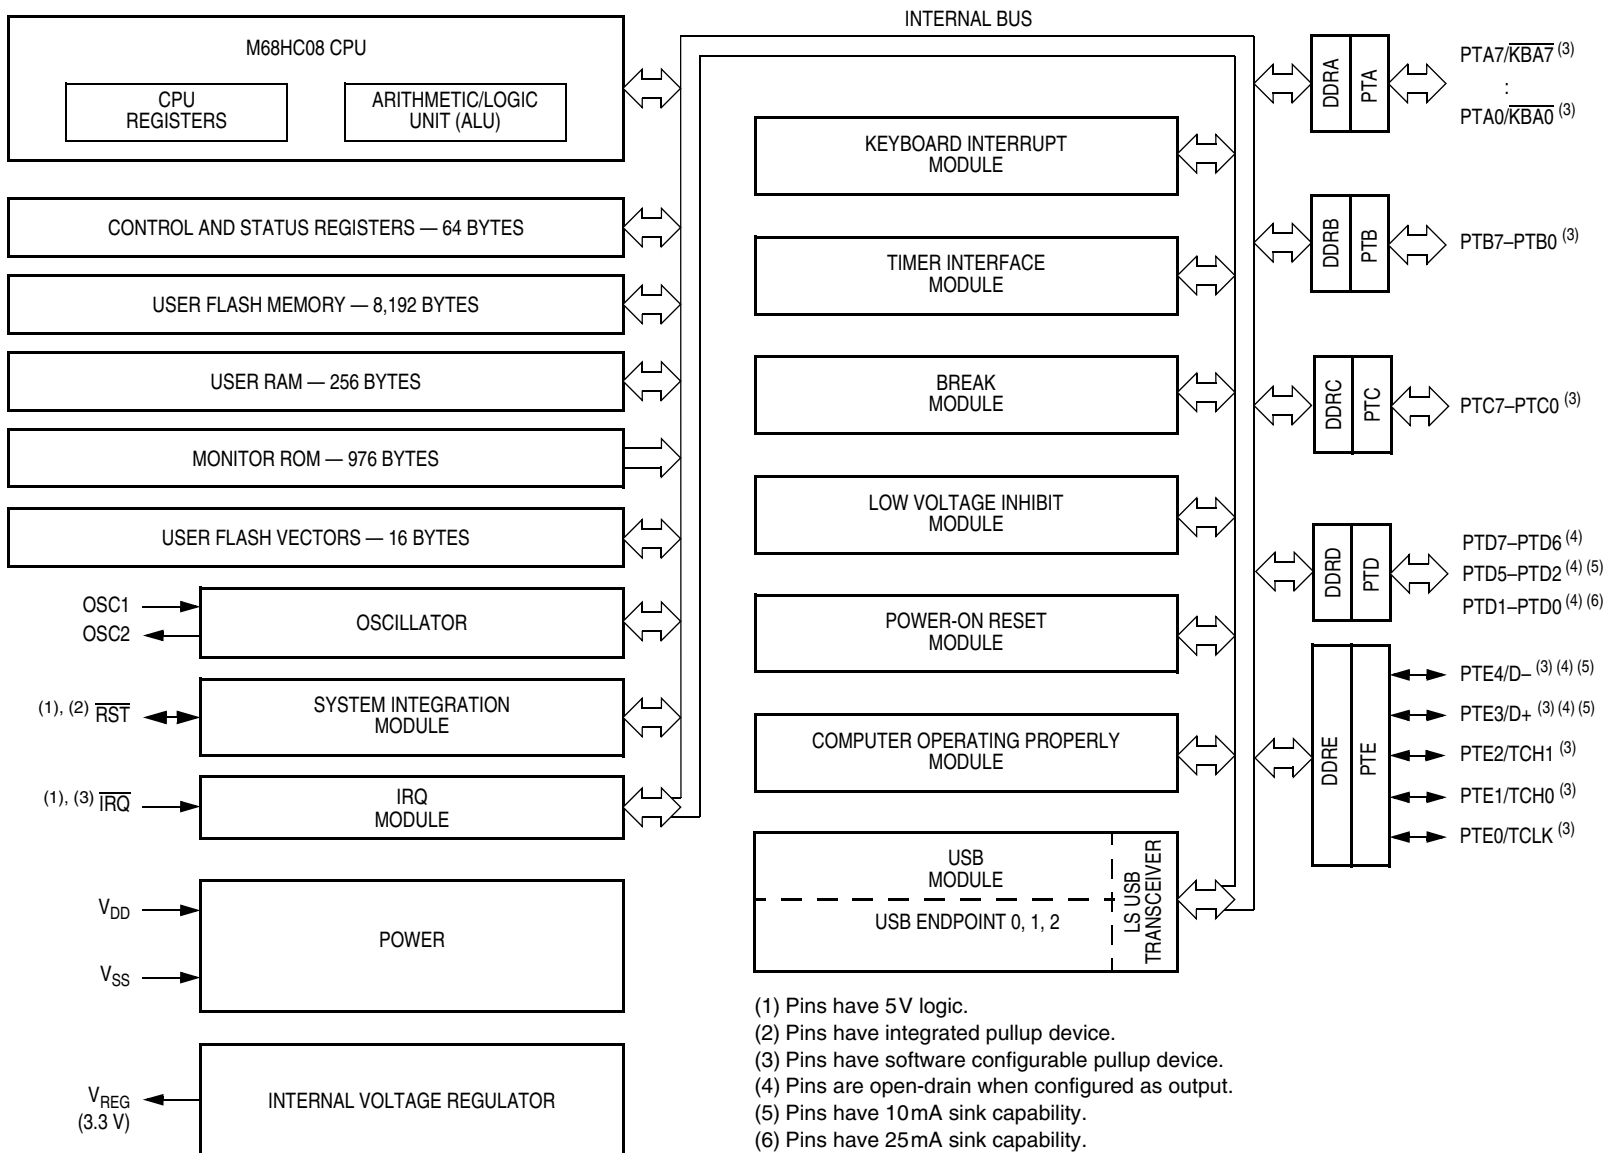 INTERNAL BUS
M68HC08 CPU
CPU
REGISTERS
ARITHMETIC/LOGIC
UNIT (ALU)
CONTROL AND STATUS REGISTERS — 64 BYTES
USER FLASH MEMORY — 8,192 BYTES
USER RAM — 256 BYTES
MONITOR ROM — 976 BYTES
USER FLASH VECTORS — 16 BYTES
OSC1
OSC2
OSCILLATOR
(1), (2) R̅S̅T̅
SYSTEM INTEGRATION
MODULE
(1), (3) I̅R̅Q̅
IRQ
MODULE
VDD
VSS
POWER
VREG
(3.3 V)
INTERNAL VOLTAGE REGULATOR
KEYBOARD INTERRUPT
MODULE
TIMER INTERFACE
MODULE
BREAK
MODULE
LOW VOLTAGE INHIBIT
MODULE
POWER-ON RESET
MODULE
COMPUTER OPERATING PROPERLY
MODULE
USB
MODULE
USB ENDPOINT 0, 1, 2
LS USB
TRANSCEIVER
DDRA
PTA
PTA7/K̅B̅A̅7̅ (3)
:
PTA0/K̅B̅A̅0̅ (3)
DDRB
PTB
PTB7–PTB0 (3)
DDRC
PTC
PTC7–PTC0 (3)
DDRD
PTD
PTD7–PTD6 (4)
PTD5–PTD2 (4) (5)
PTD1–PTD0 (4) (6)
DDRE
PTE
PTE4/D– (3) (4) (5)
PTE3/D+ (3) (4) (5)
PTE2/TCH1 (3)
PTE1/TCH0 (3)
PTE0/TCLK (3)
(1) Pins have 5V logic.
(2) Pins have integrated pullup device.
(3) Pins have software configurable pullup device.
(4) Pins are open-drain when configured as output.
(5) Pins have 10mA sink capability.
(6) Pins have 25mA sink capability.